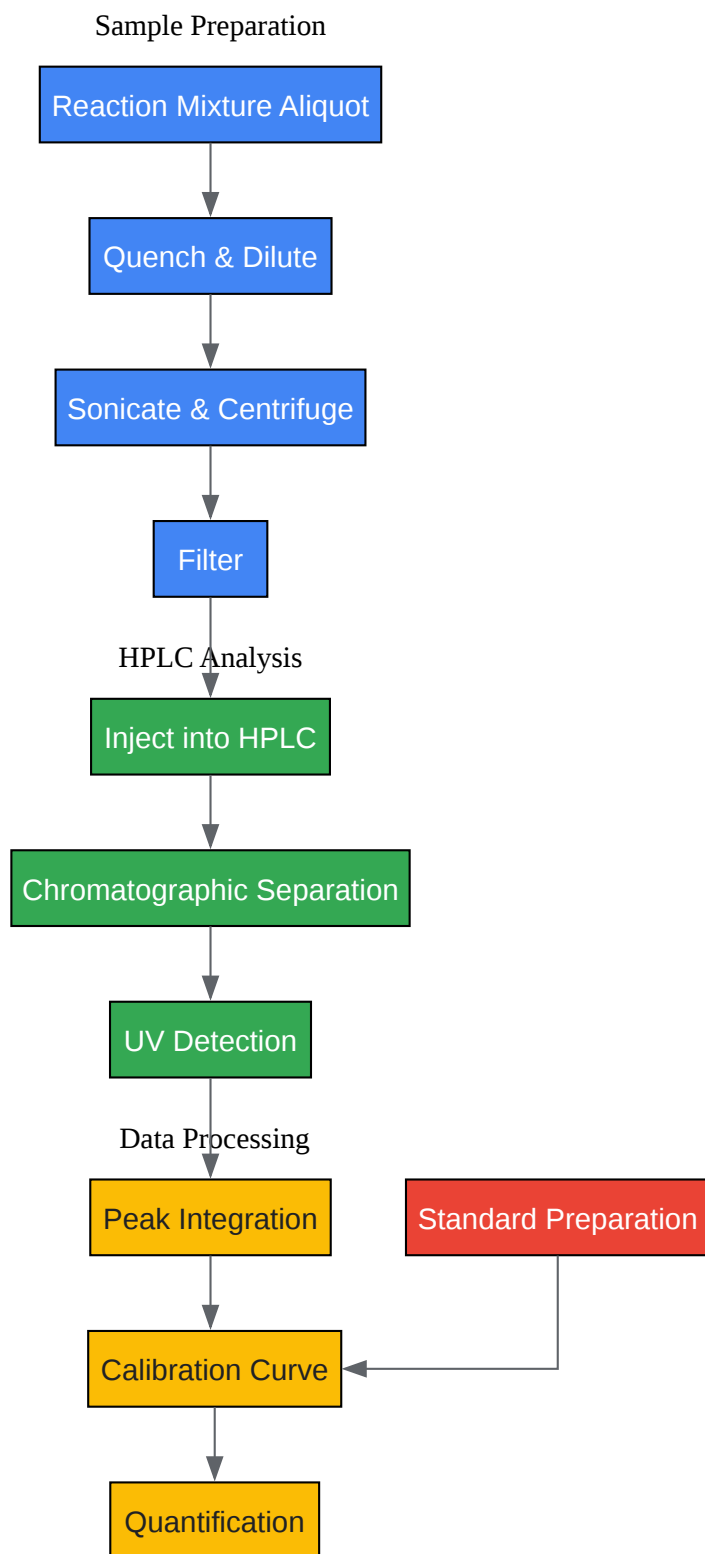 Sample Preparation
Reaction Mixture Aliquot
Quench & Dilute
Sonicate & Centrifuge
Filter
HPLC Analysis
Inject into HPLC
Chromatographic Separation
UV Detection
Data Processing
Peak Integration
Standard Preparation
Calibration Curve
Quantification